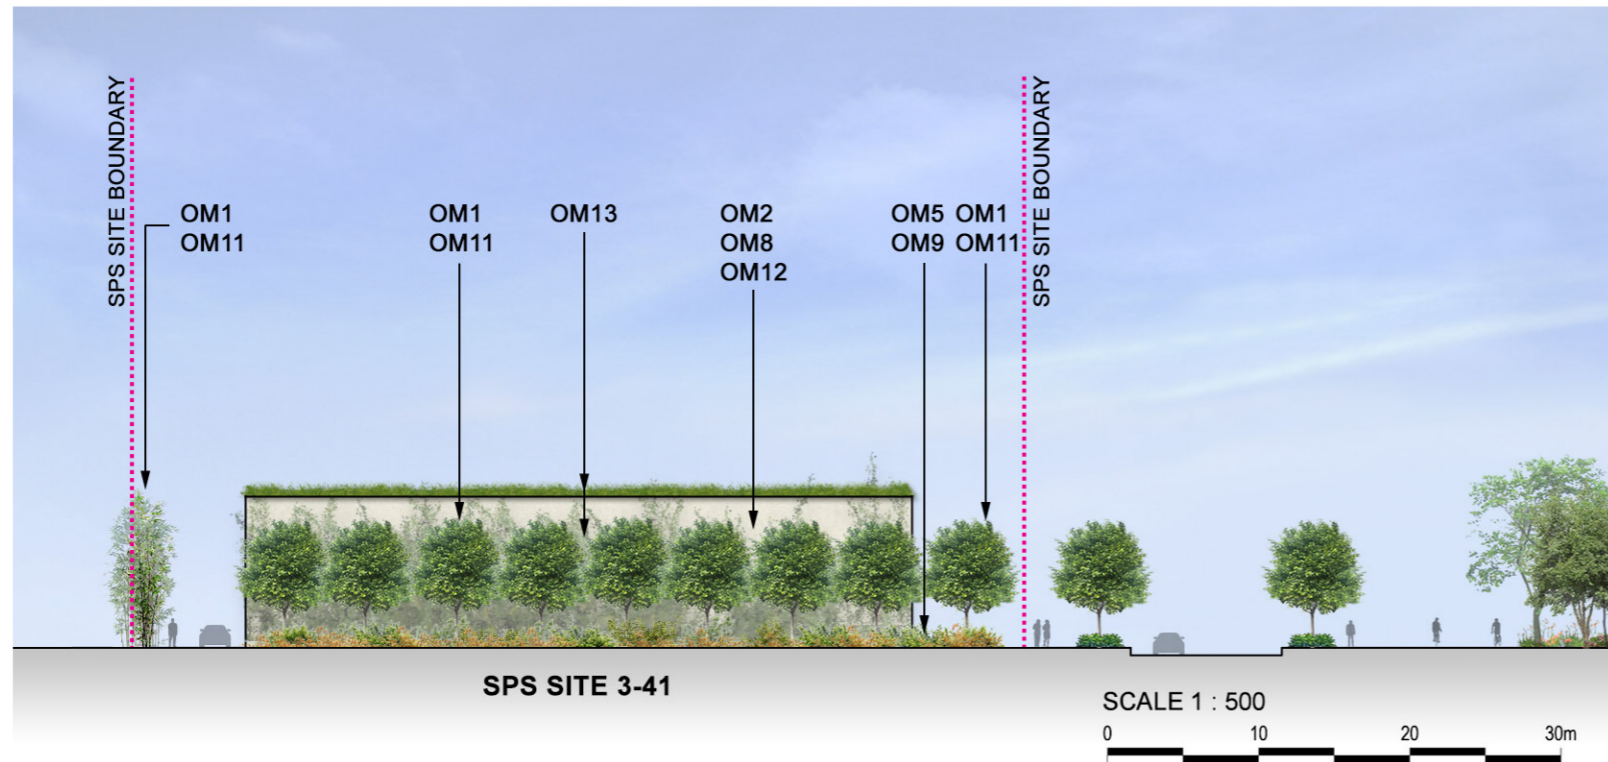 SPS SITE BOUNDARY
OM1
OM11
OM1
OM11
OM13
OM2
OM8
OM12
OM5
OM9
OM1
OM11
SPS SITE BOUNDARY
SPS SITE 3-41
SCALE 1 : 500
0 10 20 30m